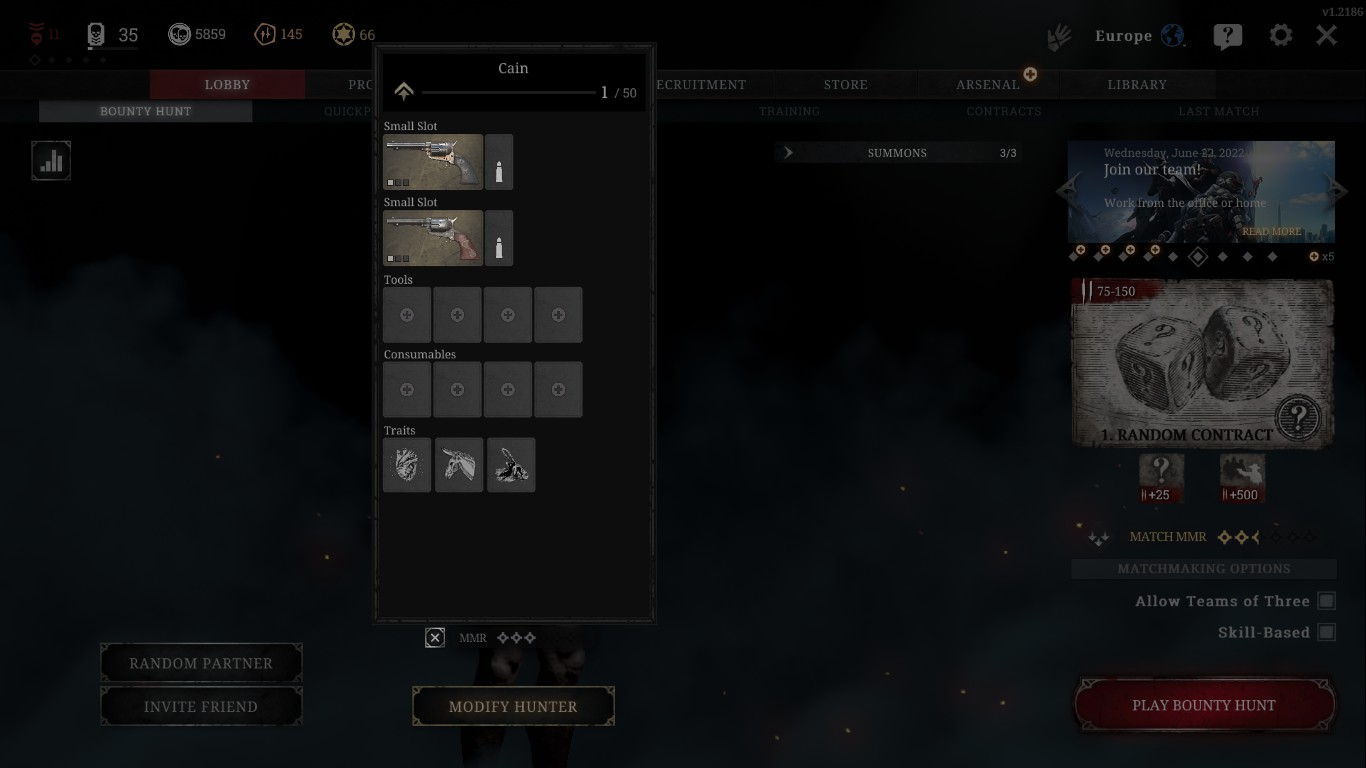 v1.2186
11
35
5859
145
66
Europe
LOBBY
PRO
ECRUITMENT
STORE
ARSENAL
LIBRARY
BOUNTY HUNT
QUICKP
TRAINING
CONTRACTS
LAST MATCH
Cain
1 / 50
Small Slot
Small Slot
Tools
Consumables
Traits
SUMMONS 3/3
Wednesday, June 22, 2022
Join our team!
Work from the office or home
READ MORE
x5
75-150
1. RANDOM CONTRACT
+25
+500
MATCH MMR
MATCHMAKING OPTIONS
Allow Teams of Three
Skill-Based
MMR
RANDOM PARTNER
INVITE FRIEND
MODIFY HUNTER
PLAY BOUNTY HUNT